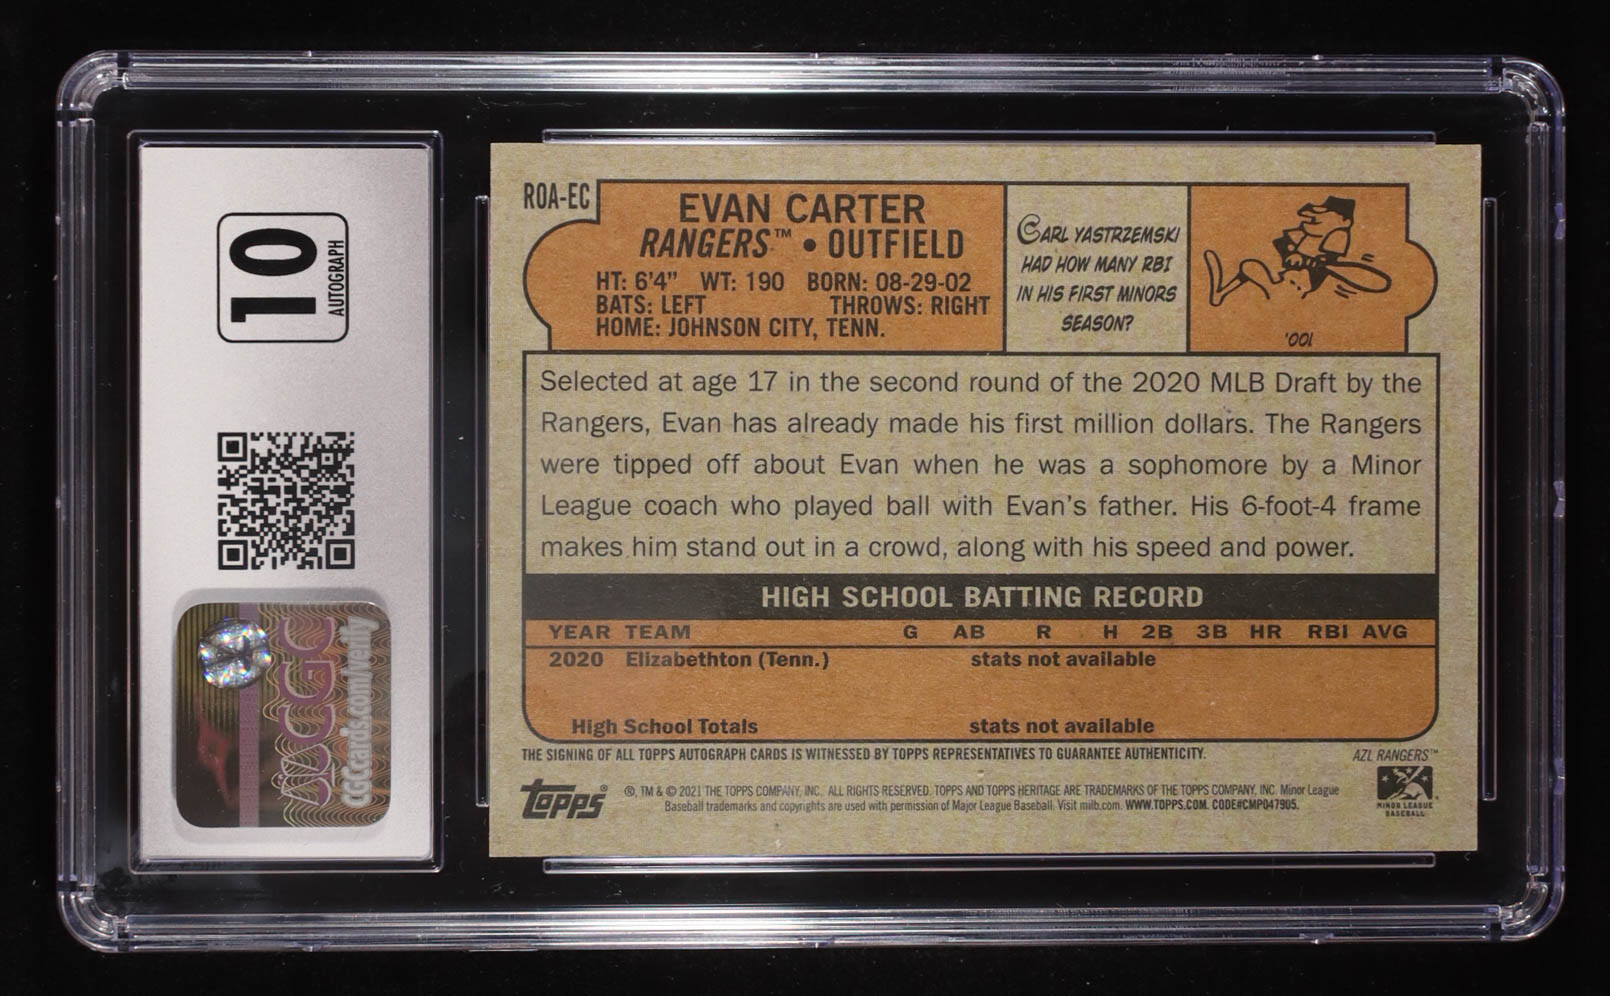 10
AUTOGRAPH
CGC
CGCcards.com/verify
ROA-EC
EVAN CARTER
RANGERS™ • OUTFIELD
HT: 6'4" WT: 190 BORN: 08-29-02
BATS: LEFT THROWS: RIGHT
HOME: JOHNSON CITY, TENN.
CARL YASTRZEMSKI
HAD HOW MANY RBI
IN HIS FIRST MINORS
SEASON?
'001
Selected at age 17 in the second round of the 2020 MLB Draft by the
Rangers, Evan has already made his first million dollars. The Rangers
were tipped off about Evan when he was a sophomore by a Minor
League coach who played ball with Evan's father. His 6-foot-4 frame
makes him stand out in a crowd, along with his speed and power.
HIGH SCHOOL BATTING RECORD
YEAR TEAM G AB R H 2B 3B HR RBI AVG
2020 Elizabethton (Tenn.) stats not available
High School Totals stats not available
THE SIGNING OF ALL TOPPS AUTOGRAPH CARDS IS WITNESSED BY TOPPS REPRESENTATIVES TO GUARANTEE AUTHENTICITY.
AZL RANGERS™
topps®
®, TM & © 2021 THE TOPPS COMPANY, INC. ALL RIGHTS RESERVED. TOPPS AND TOPPS HERITAGE ARE TRADEMARKS OF THE TOPPS COMPANY, INC. Minor League
Baseball trademarks and copyrights are used with permission of Major League Baseball. Visit milb.com. WWW.TOPPS.COM. CODE#CMP047905.
MINOR LEAGUE
BASEBALL